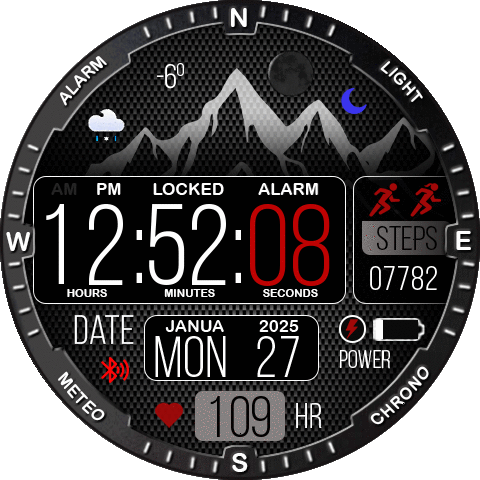 N
ALARM
LIGHT
-6º
AM PM LOCKED ALARM
12:52:08
HOURS MINUTES SECONDS
STEPS
07782
W
E
DATE
JANUA 2025
MON 27
POWER
METEO
CHRONO
109 HR
S